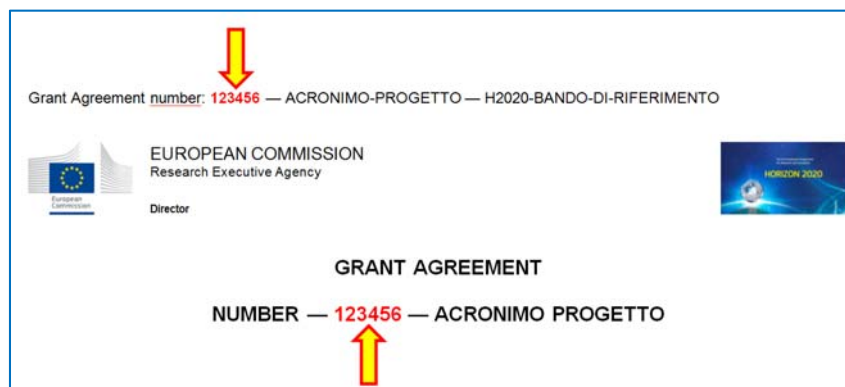 Grant Agreement number: 123456 — ACRONIMO-PROGETTO — H2020-BANDO-DI-RIFERIMENTO
EUROPEAN COMMISSION
Research Executive Agency
Director
European
Commission
HORIZON 2020
GRANT AGREEMENT
NUMBER — 123456 — ACRONIMO PROGETTO